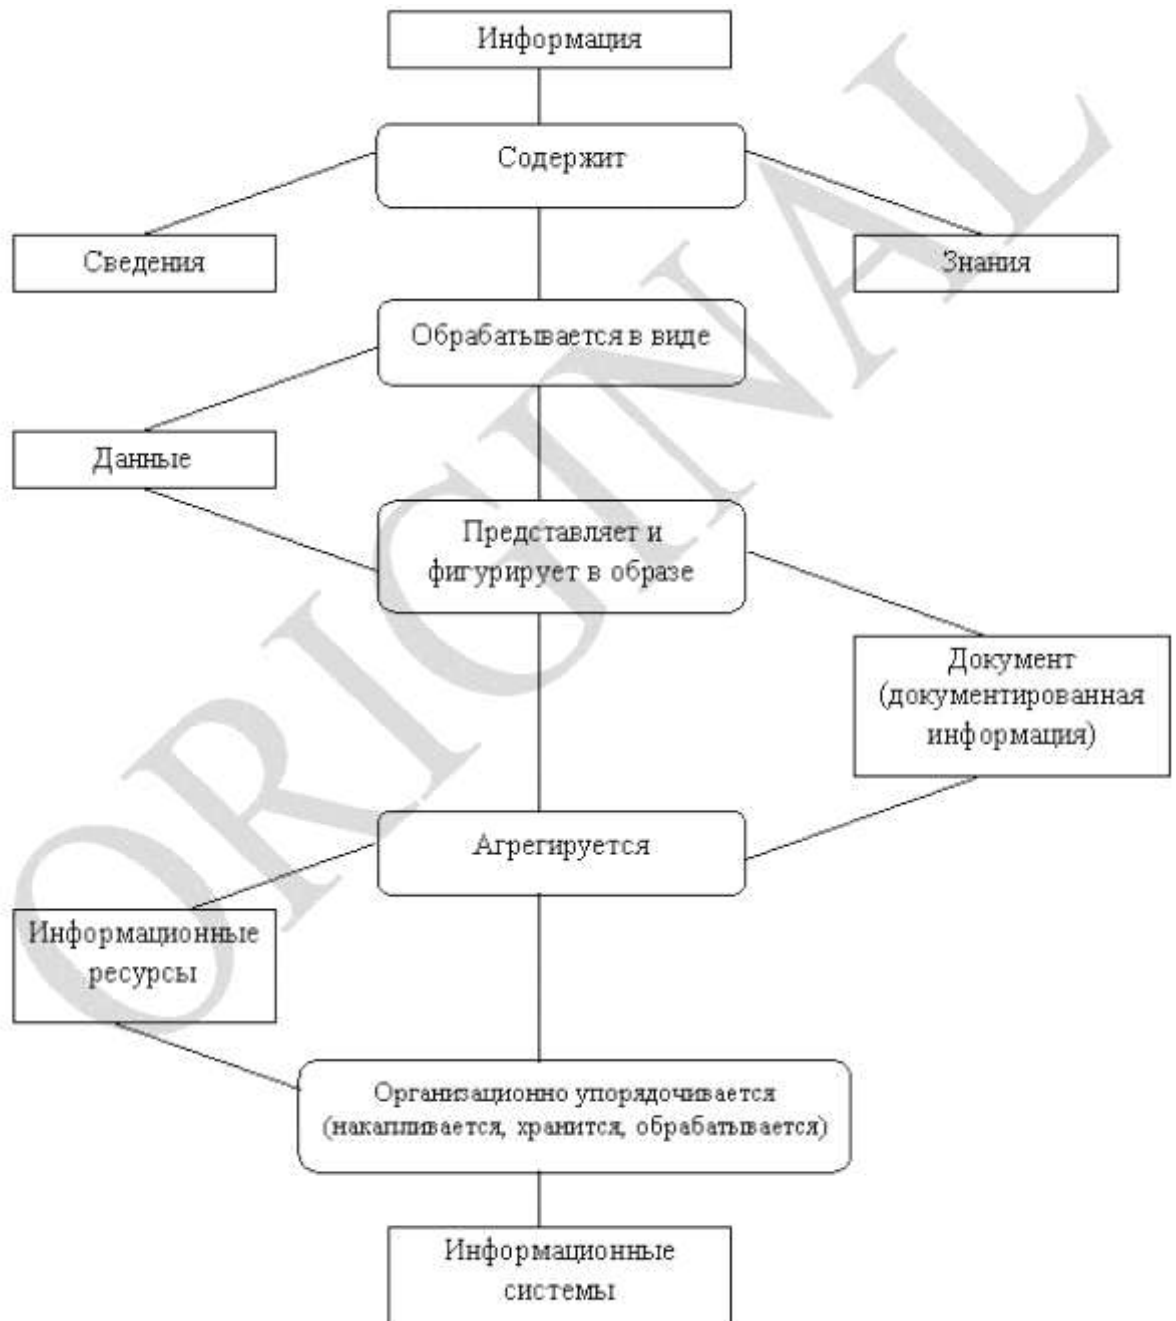 Информация
Содержит
Сведения
Знания
Обрабатывается в виде
Данные
Представляет и
фигурирует в образе
Документ
(документированная
информация)
Агрегируется
Информационные
ресурсы
Организационно упорядочивается
(накапливается, хранится, обрабатывается)
Информационные
системы
ORIGINAL